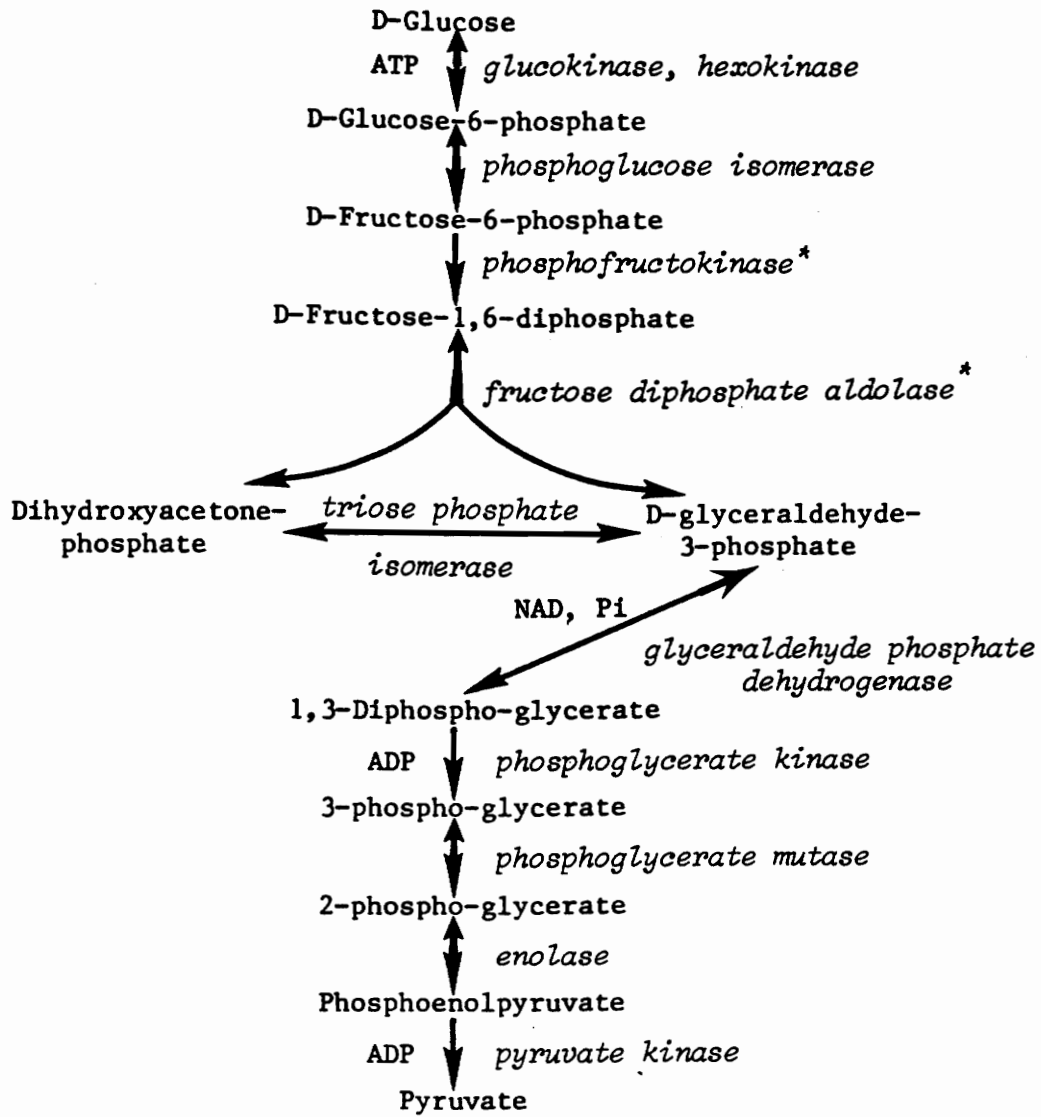 D-Glucose
ATP glucokinase, hexokinase
D-Glucose-6-phosphate
phosphoglucose isomerase
D-Fructose-6-phosphate
phosphofructokinase*
D-Fructose-1,6-diphosphate
fructose diphosphate aldolase*
Dihydroxyacetone-
phosphate
triose phosphate
isomerase
D-glyceraldehyde-
3-phosphate
NAD, Pi
glyceraldehyde phosphate
dehydrogenase
1,3-Diphospho-glycerate
ADP phosphoglycerate kinase
3-phospho-glycerate
phosphoglycerate mutase
2-phospho-glycerate
enolase
Phosphoenolpyruvate
ADP pyruvate kinase
Pyruvate